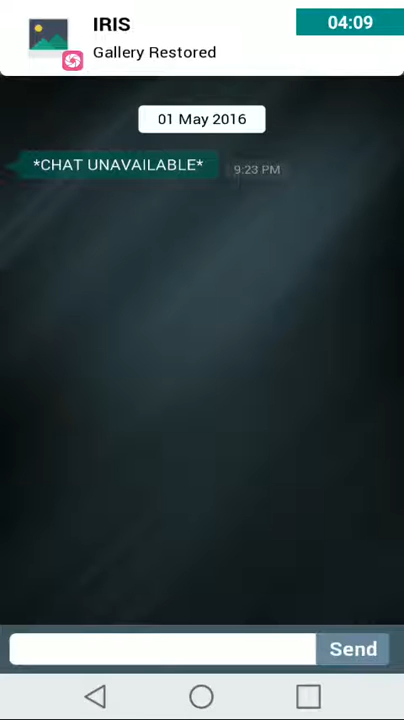 IRIS
04:09
Gallery Restored
01 May 2016
*CHAT UNAVAILABLE*
9:23 PM
Send